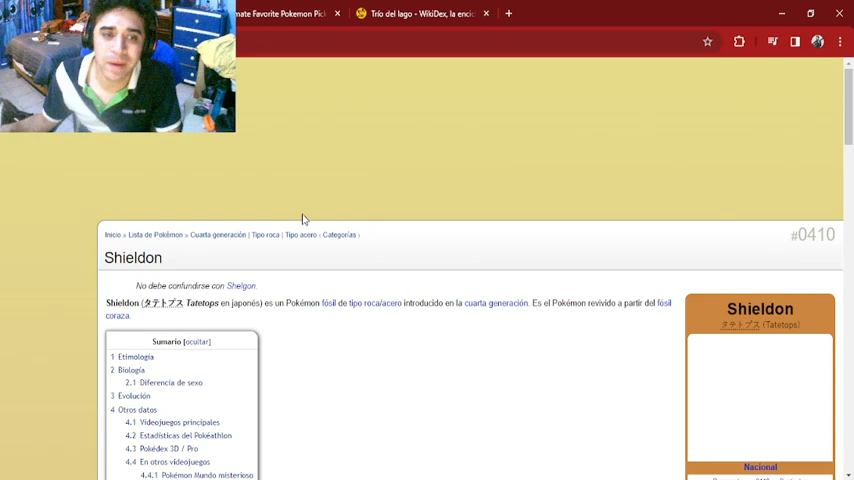 mate Favorite Pokemon Pic
Trío del lago - WikiDex, la enci
Inicio » Lista de Pokémon » Cuarta generación | Tipo roca | Tipo acero ‹ Categorías ›
#0410
Shieldon
No debe confundirse con Shelgon.
Shieldon (タテトプス Tatetops en japonés) es un Pokémon fósil de tipo roca/acero introducido en la cuarta generación. Es el Pokémon revivido a partir del fósil
coraza.
Shieldon
タテトプス (Tatetops)
Sumario [ocultar]
1 Etimología
2 Biología
2.1 Diferencia de sexo
3 Evolución
4 Otros datos
4.1 Videojuegos principales
4.2 Estadísticas del Pokéathlon
4.3 Pokédex 3D / Pro
4.4 En otros videojuegos
4.4.1 Pokémon Mundo misterioso
Nacional